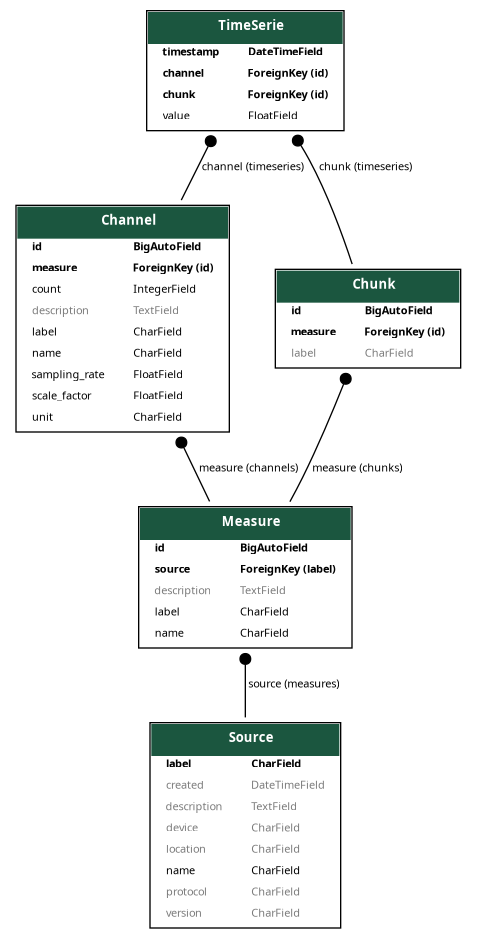 TimeSerie
timestamp DateTimeField
channel ForeignKey (id)
chunk ForeignKey (id)
value FloatField
channel (timeseries)
chunk (timeseries)
Channel
id BigAutoField
measure ForeignKey (id)
count IntegerField
description TextField
label CharField
name CharField
sampling_rate FloatField
scale_factor FloatField
unit CharField
Chunk
id BigAutoField
measure ForeignKey (id)
label CharField
measure (channels)
measure (chunks)
Measure
id BigAutoField
source ForeignKey (label)
description TextField
label CharField
name CharField
source (measures)
Source
label CharField
created DateTimeField
description TextField
device CharField
location CharField
name CharField
protocol CharField
version CharField